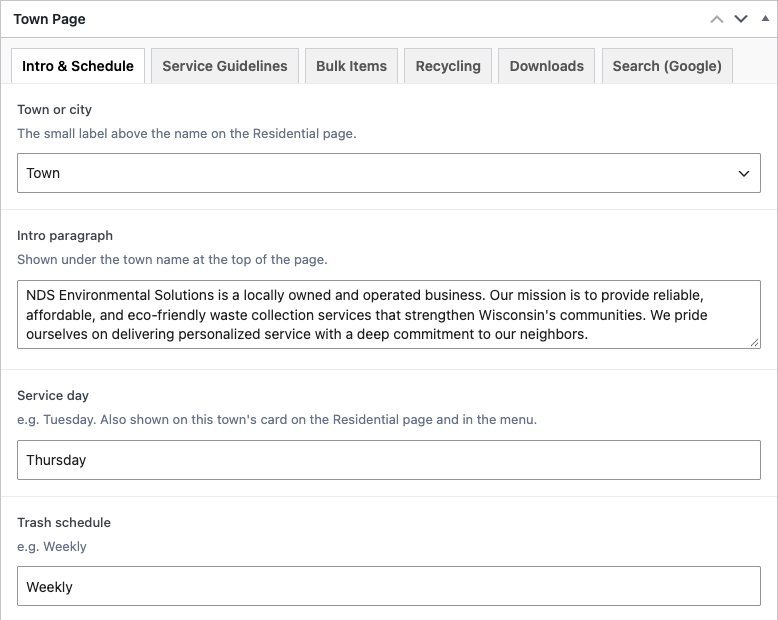 Town Page
Intro & Schedule Service Guidelines Bulk Items Recycling Downloads Search (Google)
Town or city
The small label above the name on the Residential page.
Town
Intro paragraph
Shown under the town name at the top of the page.
NDS Environmental Solutions is a locally owned and operated business. Our mission is to provide reliable,
affordable, and eco-friendly waste collection services that strengthen Wisconsin's communities. We pride
ourselves on delivering personalized service with a deep commitment to our neighbors.
Service day
e.g. Tuesday. Also shown on this town's card on the Residential page and in the menu.
Thursday
Trash schedule
e.g. Weekly
Weekly